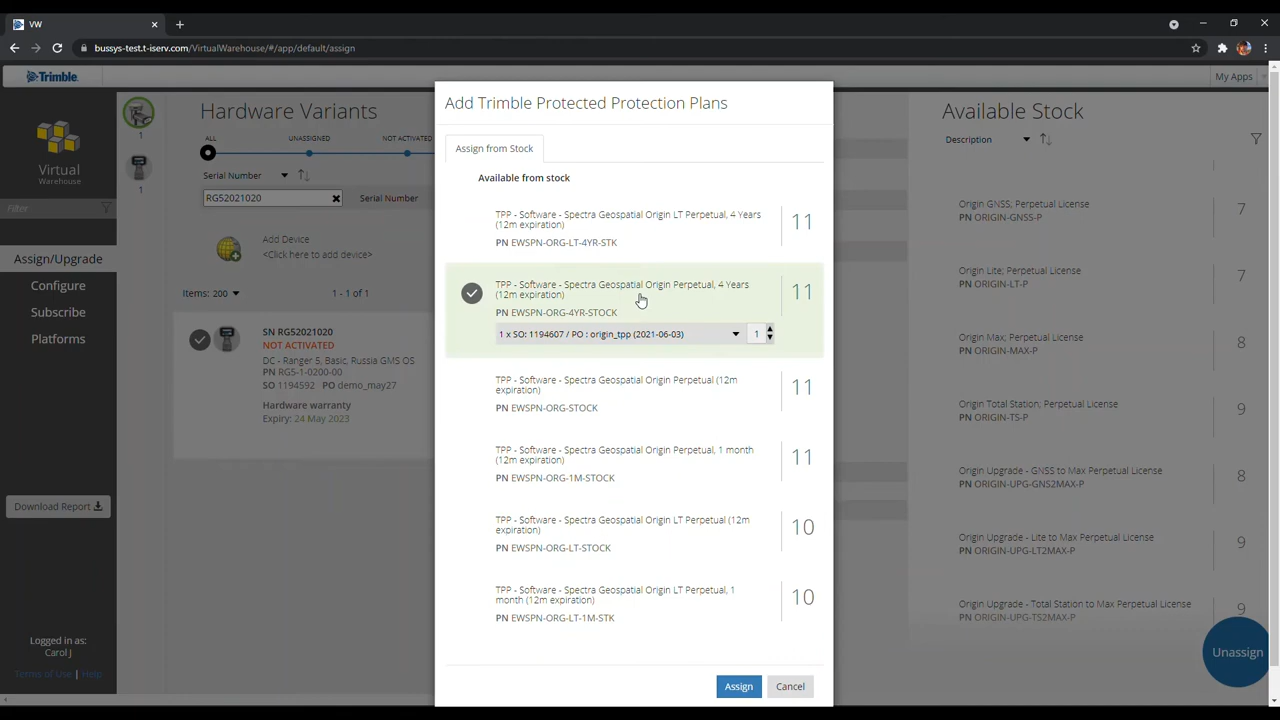 VW
bussys-test.t-iserv.com/VirtualWarehouse/#/app/default/assign
Trimble
My Apps
Virtual
Warehouse
Filter
Assign/Upgrade
Configure
Subscribe
Platforms
Download Report
Logged in as:
Carol J
Terms of Use | Help
1
1
Hardware Variants
ALL
UNASSIGNED
NOT ACTIVATED
Serial Number
RG52021020
Serial Number
Add Device
<Click here to add device>
Items: 200
1 - 1 of 1
SN RG52021020
NOT ACTIVATED
DC - Ranger 5, Basic, Russia GMS OS
PN RG5-1-0200-00
SO 1194592 PO demo_may27
Hardware warranty
Expiry: 24 May 2023
Add Trimble Protected Protection Plans
Assign from Stock
Available from stock
TPP - Software - Spectra Geospatial Origin LT Perpetual, 4 Years
(12m expiration)
PN EWSPN-ORG-LT-4YR-STK
11
TPP - Software - Spectra Geospatial Origin Perpetual, 4 Years
(12m expiration)
PN EWSPN-ORG-4YR-STOCK
11
1 x SO: 1194607 / PO : origin_tpp (2021-06-03)
1
TPP - Software - Spectra Geospatial Origin Perpetual (12m
expiration)
PN EWSPN-ORG-STOCK
11
TPP - Software - Spectra Geospatial Origin Perpetual, 1 month
(12m expiration)
PN EWSPN-ORG-1M-STOCK
11
TPP - Software - Spectra Geospatial Origin LT Perpetual (12m
expiration)
PN EWSPN-ORG-LT-STOCK
10
TPP - Software - Spectra Geospatial Origin LT Perpetual, 1
month (12m expiration)
PN EWSPN-ORG-LT-1M-STK
10
Assign
Cancel
Available Stock
Description
Origin GNSS; Perpetual License
PN ORIGIN-GNSS-P
7
Origin Lite; Perpetual License
PN ORIGIN-LT-P
7
Origin Max; Perpetual License
PN ORIGIN-MAX-P
8
Origin Total Station; Perpetual License
PN ORIGIN-TS-P
9
Origin Upgrade - GNSS to Max Perpetual License
PN ORIGIN-UPG-GNS2MAX-P
8
Origin Upgrade - Lite to Max Perpetual License
PN ORIGIN-UPG-LT2MAX-P
9
Origin Upgrade - Total Station to Max Perpetual License
PN ORIGIN-UPG-TS2MAX-P
9
Unassign